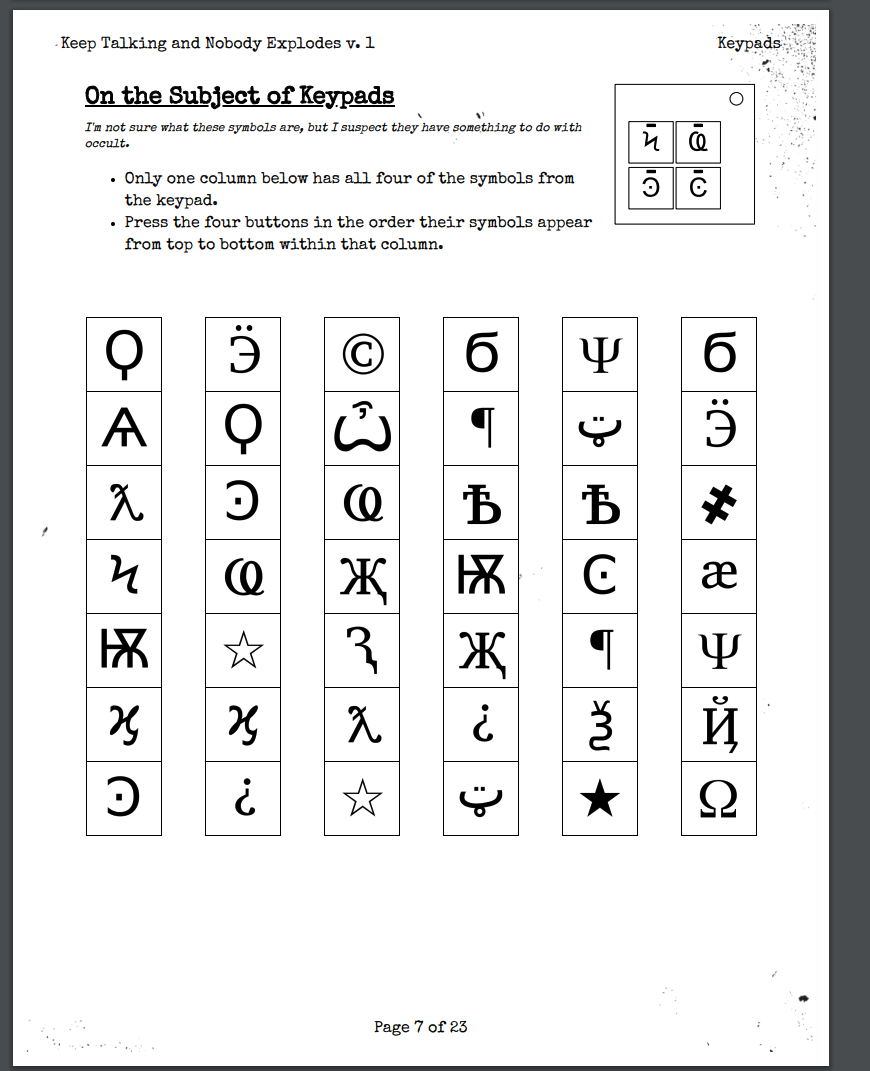 Keep Talking and Nobody Explodes v. 1 Keypads
On the Subject of Keypads
I'm not sure what these symbols are, but I suspect they have something to do with
occult.
• Only one column below has all four of the symbols from
the keypad.
• Press the four buttons in the order their symbols appear
from top to bottom within that column.
Ϟ Ҩ
Ͽ Ͼ
Ϙ Ӭ © б Ψ б
Ѧ Ϙ Ѽ ¶ ټ Ӭ
ƛ Ͽ Ҩ Ѣ Ѣ ҂
Ϟ Ҩ Җ Ѭ Ͼ æ
Ѭ ☆ Ԇ Җ ¶ Ψ
ϗ ϗ ƛ ¿ Ѯ Ҋ
Ͽ ¿ ☆ ټ ★ Ω
Page 7 of 23